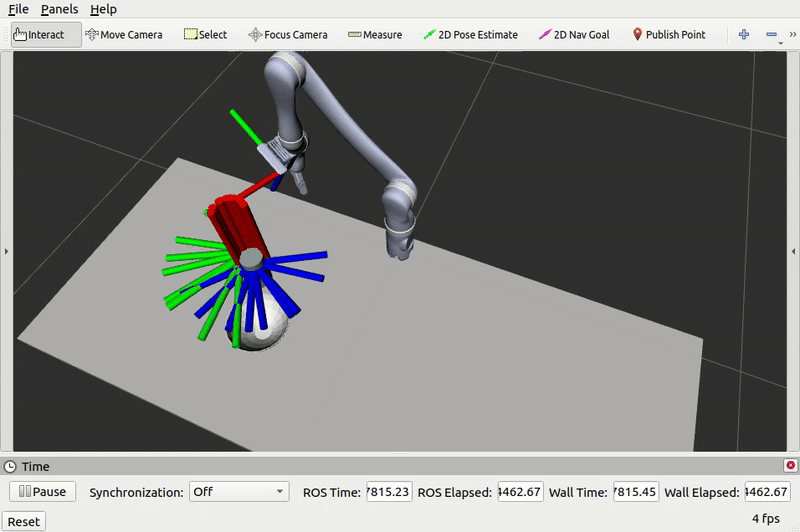 File Panels Help
Interact Move Camera Select Focus Camera Measure 2D Pose Estimate 2D Nav Goal Publish Point »
Time
Pause Synchronization: Off ROS Time: 7815.23 ROS Elapsed: 4462.67 Wall Time: 7815.45 Wall Elapsed: 4462.67
Reset 4 fps